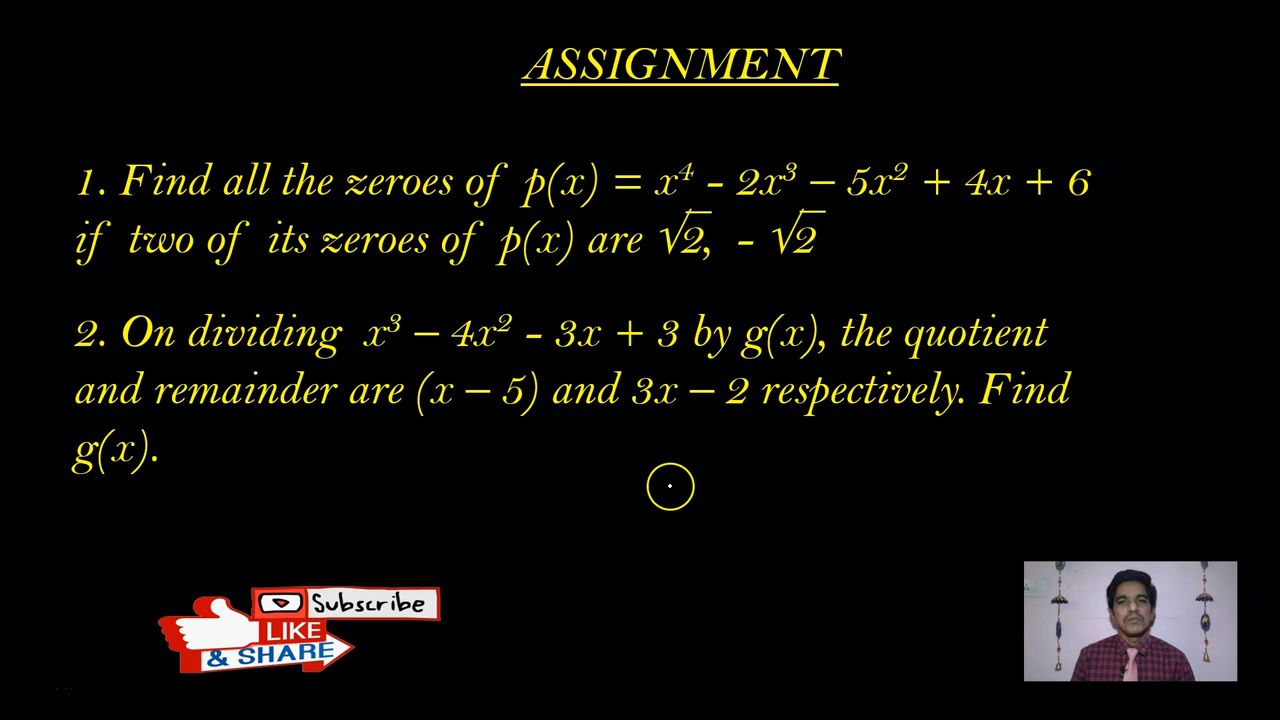 ASSIGNMENT
1. Find all the zeroes of p(x) = x⁴ - 2x³ – 5x² + 4x + 6
if two of its zeroes of p(x) are √2, - √2
2. On dividing x³ – 4x² - 3x + 3 by g(x), the quotient
and remainder are (x – 5) and 3x – 2 respectively. Find
g(x).
Subscribe
LIKE
& SHARE